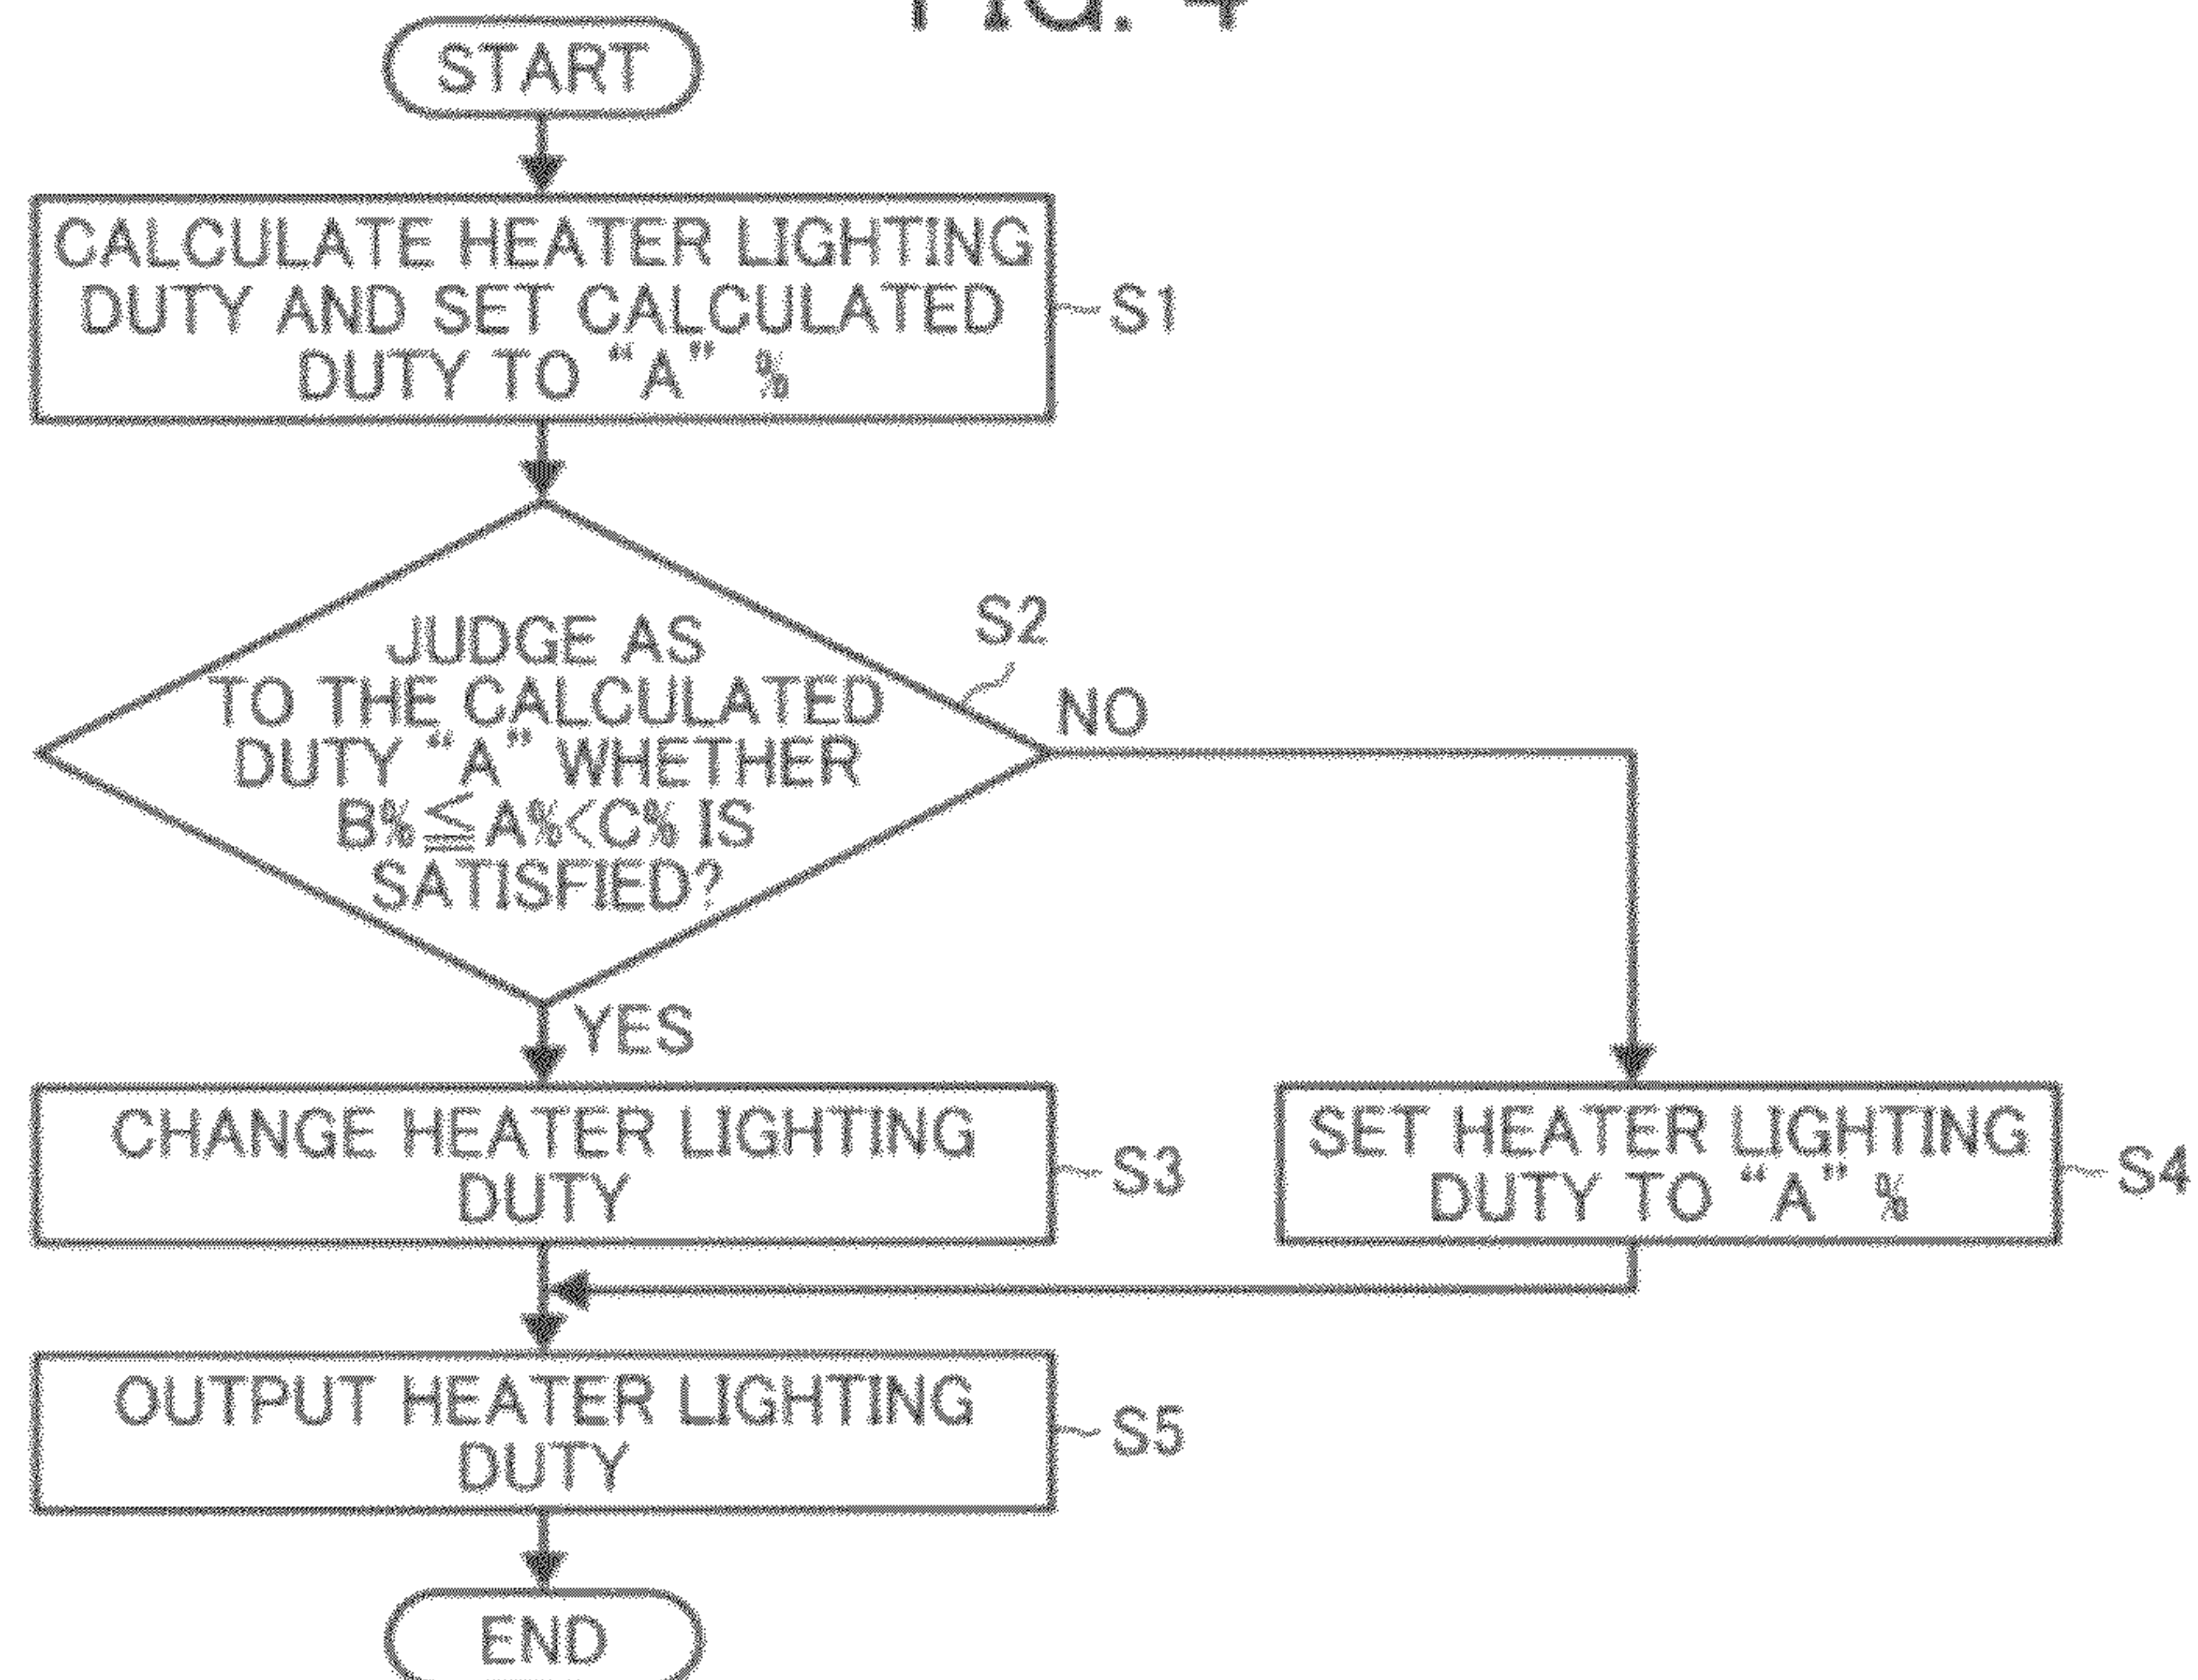 FIG. 4
START
CALCULATE HEATER LIGHTING
DUTY AND SET CALCULATED
DUTY TO “A” %
S1
JUDGE AS
TO THE CALCULATED
DUTY “A” WHETHER
B%≦A%<C% IS
SATISFIED?
S2
NO
YES
CHANGE HEATER LIGHTING
DUTY
S3
SET HEATER LIGHTING
DUTY TO “A” %
S4
OUTPUT HEATER LIGHTING
DUTY
S5
END